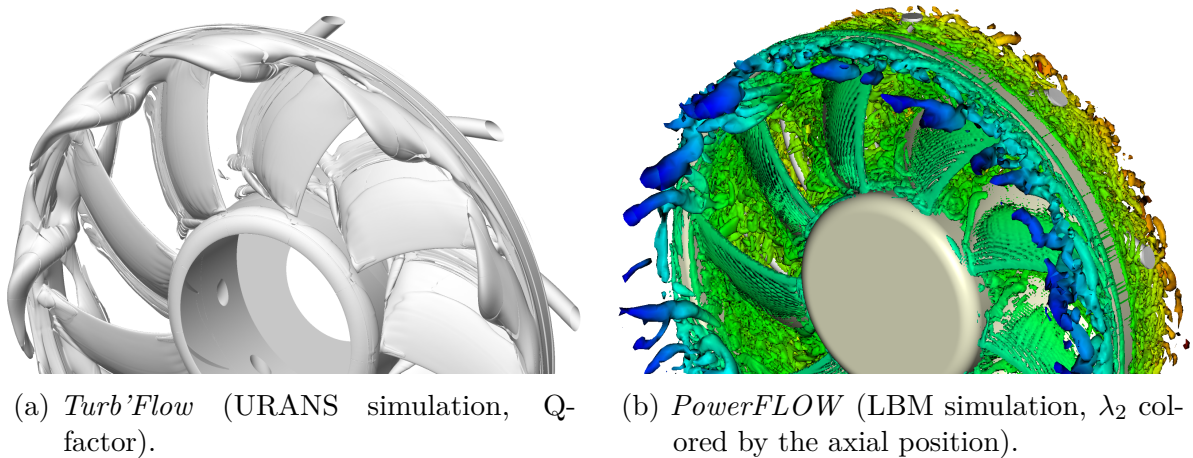 (a) Turb'Flow (URANS simulation, Q-
factor).
(b) PowerFLOW (LBM simulation, λ₂ col-
ored by the axial position).